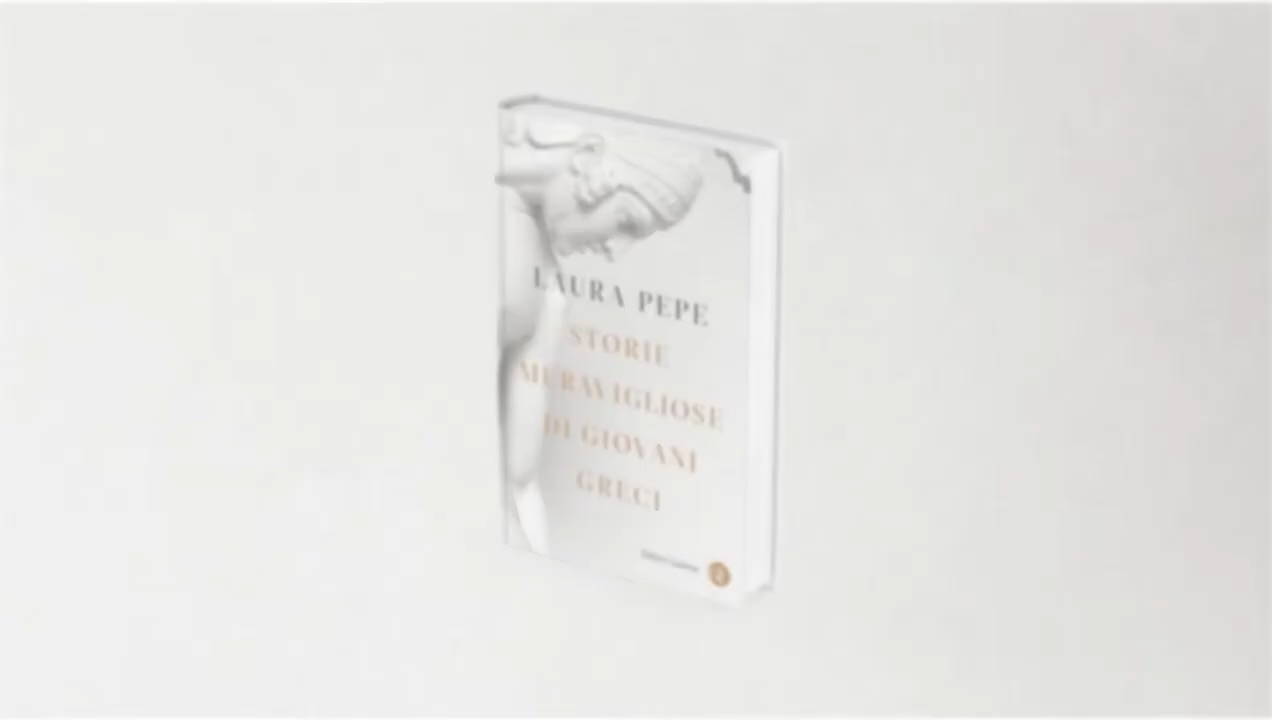 LAURA PEPE
STORIE
MERAVIGLIOSE
DI GIOVANI
GRECI